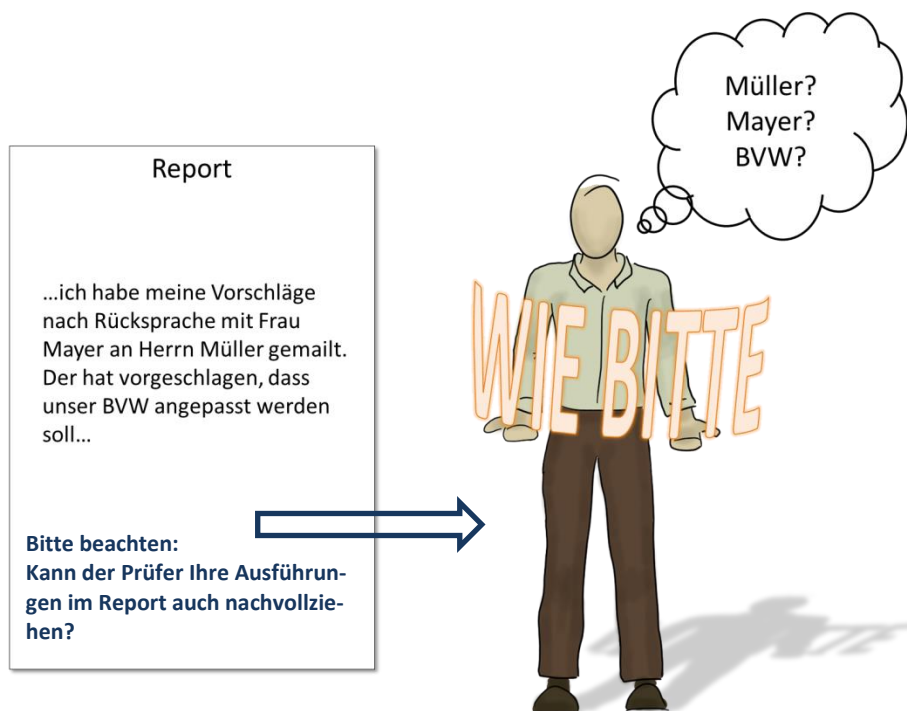 Report
...ich habe meine Vorschläge
nach Rücksprache mit Frau
Mayer an Herrn Müller gemailt.
Der hat vorgeschlagen, dass
unser BVW angepasst werden
soll...
Bitte beachten:
Kann der Prüfer Ihre Ausführun-
gen im Report auch nachvollzie-
hen?
Müller?
Mayer?
BVW?
WIE BITTE